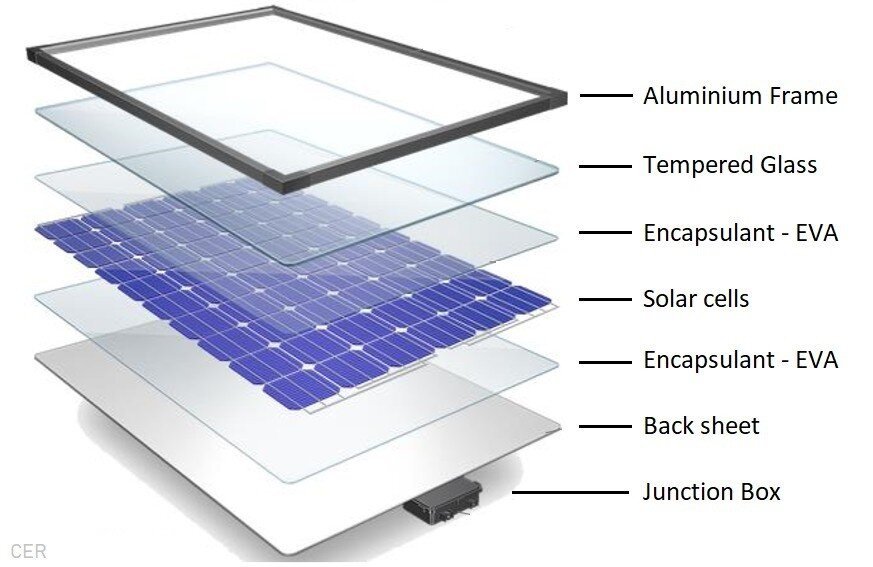 Aluminium Frame
Tempered Glass
Encapsulant - EVA
Solar cells
Encapsulant - EVA
Back sheet
Junction Box
CER